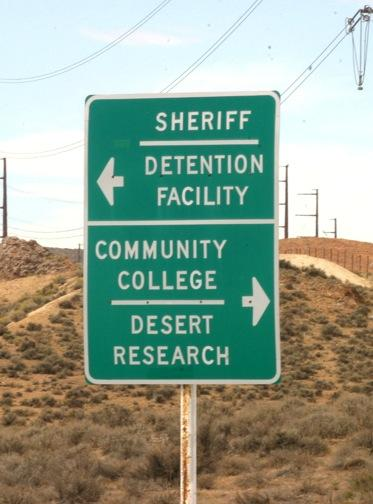 SHERIFF
DETENTION
FACILITY
COMMUNITY
COLLEGE
DESERT
RESEARCH